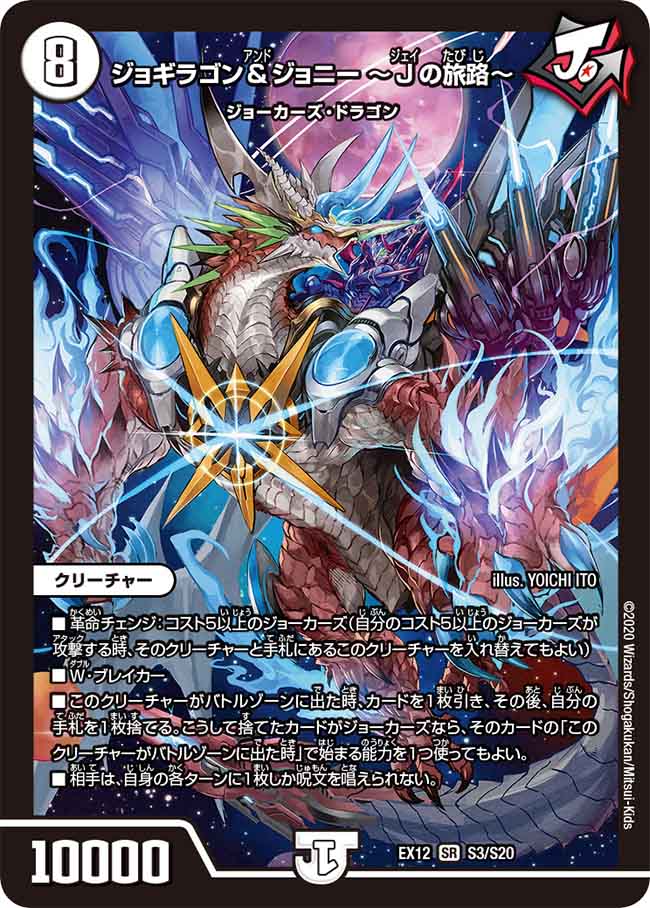 8
ジョギラゴン&ジョニー ~Jの旅路~
アンド ジェイ たびじ
ジョーカーズ・ドラゴン
クリーチャー
illus. YOICHI ITO
■革命チェンジ:コスト5以上のジョーカーズ(自分のコスト5以上のジョーカーズが
攻撃する時、そのクリーチャーと手札にあるこのクリーチャーを入れ替えてもよい)
■W・ブレイカー
■このクリーチャーがバトルゾーンに出た時、カードを1枚引き、その後、自分の
手札を1枚捨てる。こうして捨てたカードがジョーカーズなら、そのカードの「この
クリーチャーがバトルゾーンに出た時」で始まる能力を1つ使ってもよい。
■相手は、自身の各ターンに1枚しか呪文を唱えられない。
©2020 Wizards/Shogakukan/Mitsui-Kids
10000
EX12 SR S3/S20